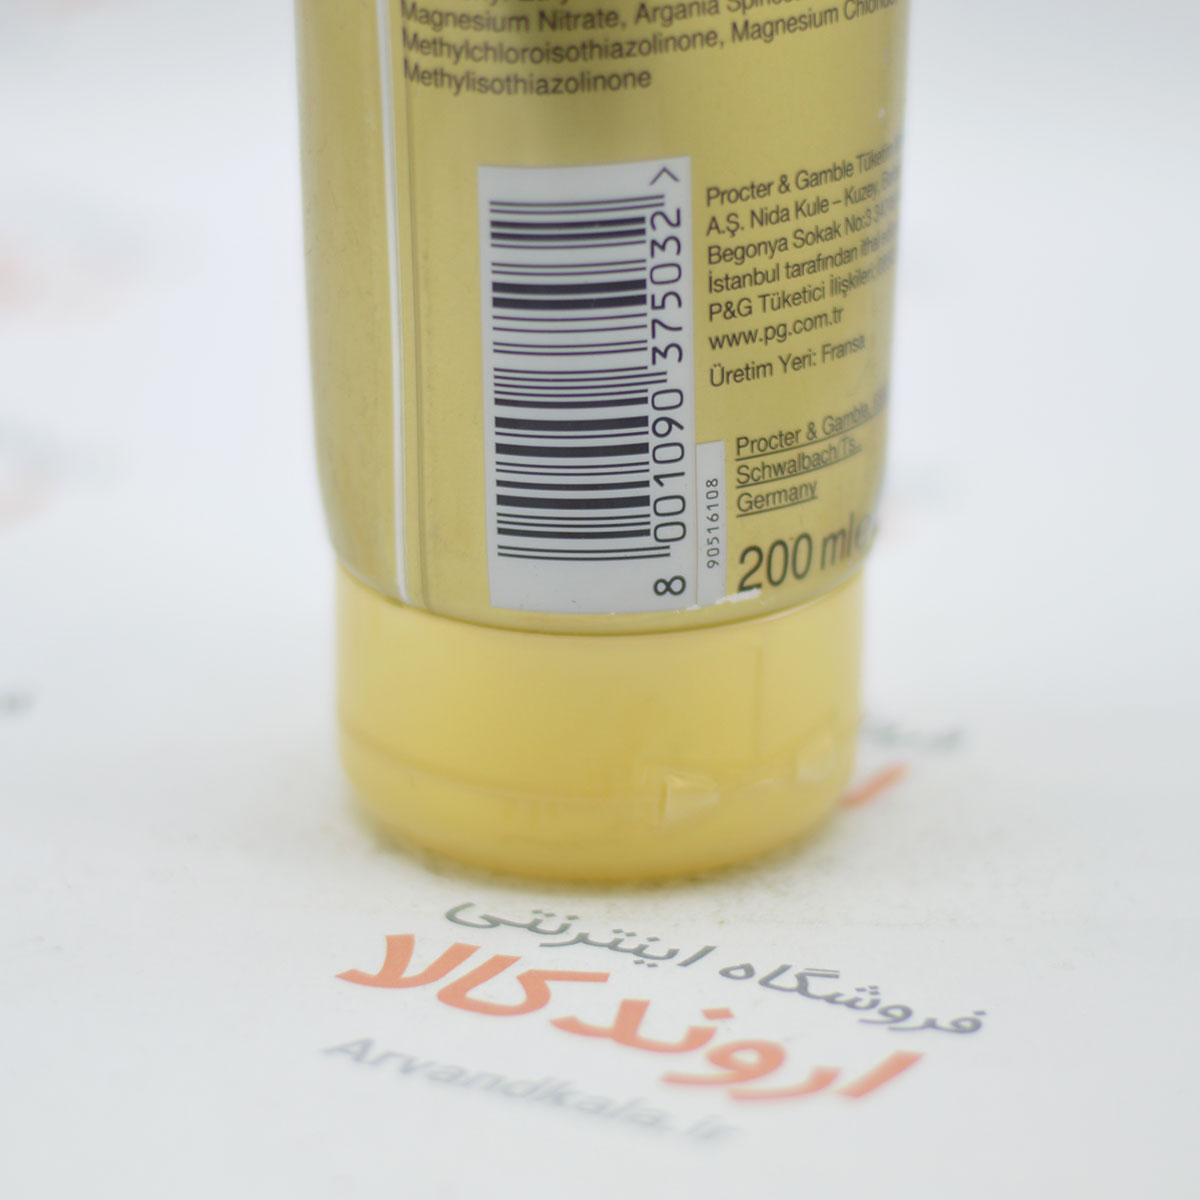 Magnesium Nitrate, Argania
Methylchloroisothiazolinone, Magnesium
Methylisothiazolinone
8 001090 375032 >
90516108
Procter & Gamble Tüketim
A.Ş. Nida Kule – Kuzey,
Begonya Sokak No:3
İstanbul tarafından ithal
P&G Tüketici İlişkileri:
www.pg.com.tr
Üretim Yeri: Fransa
Procter & Gamble,
Schwalbach/Ts.,
Germany
200 ml
فروشگاه اینترنتی
اروندکالا
Arvandkala.ir